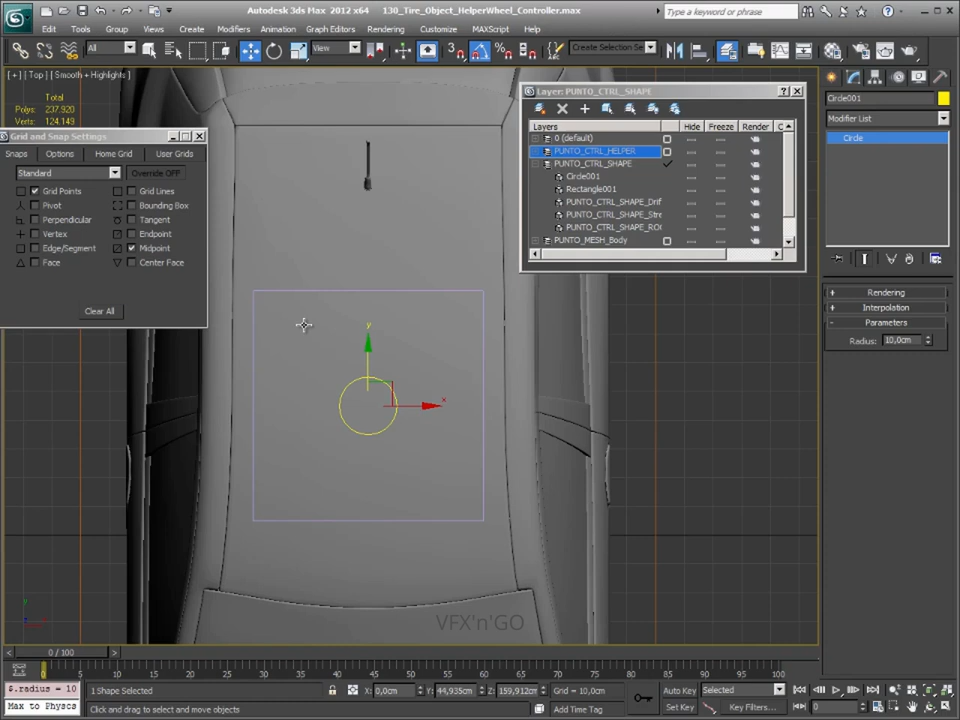 Autodesk 3ds Max 2012 x64 130_Tire_Object_HelperWheel_Controller.max
Type a keyword or phrase
Edit Tools Group Views Create Modifiers Animation Graph Editors Rendering Customize MAXScript Help
All View Create Selection Se
[ + ] [ Top ] [ Smooth + Highlights ]
Total
Polys: 237.920
Verts: 124.149
Grid and Snap Settings
Snaps Options Home Grid User Grids
Standard Override OFF
Grid Points Grid Lines
Pivot Bounding Box
Perpendicular Tangent
Vertex Endpoint
Edge/Segment Midpoint
Face Center Face
Clear All
Layer: PUNTO_CTRL_SHAPE
Layers Hide Freeze Render C
0 (default)
PUNTO_CTRL_HELPER
PUNTO_CTRL_SHAPE
Circle001
Rectangle001
PUNTO_CTRL_SHAPE_Drif
PUNTO_CTRL_SHAPE_Stre
PUNTO_CTRL_SHAPE_RO
PUNTO_MESH_Body
Circle001
Modifier List
Circle
+ Rendering
+ Interpolation
- Parameters
Radius: 10,0cm
y
x
VFX'n'GO
y
0 / 100
0 5 10 15 20 25 30 35 40 45 50 55 60 65 70 75 80 85 90 95 100
$.radius = 10
Max to Physcs
1 Shape Selected
X: 0,0cm Y: 44,935cm Z: 159,912cm Grid = 10,0cm
Click and drag to select and move objects
Add Time Tag
Auto Key Selected
Set Key Key Filters...
0